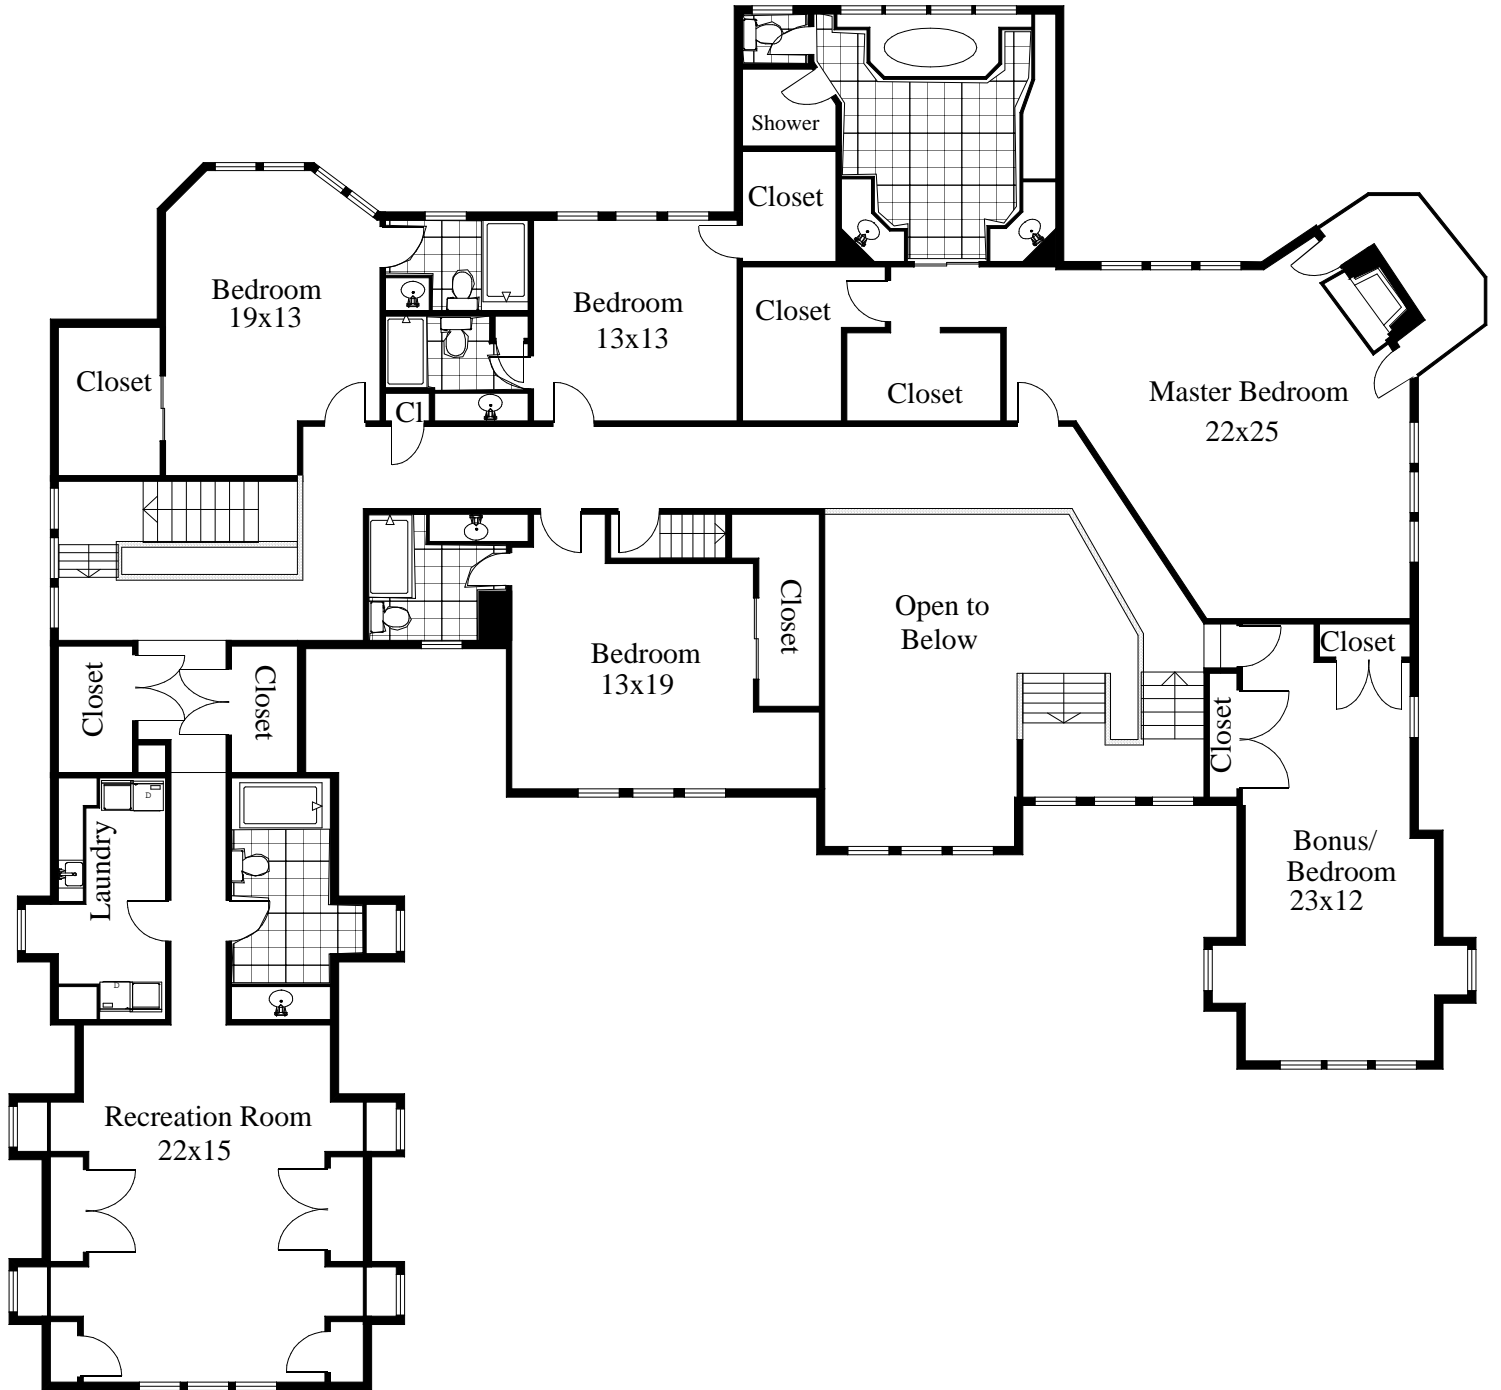 Shower
Closet
Bedroom
19x13
Bedroom
13x13
Closet
Closet
Closet
Cl
Master Bedroom
22x25
Closet
Open to
Below
Bedroom
13x19
Closet
Closet
Closet
Closet
Closet
Laundry
D
D
Bonus/
Bedroom
23x12
Recreation Room
22x15